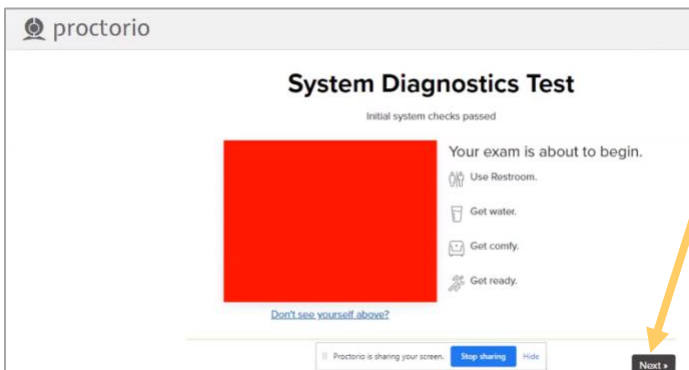 proctorio
System Diagnostics Test
Initial system checks passed
Your exam is about to begin.
Use Restroom.
Get water.
Get comfy.
Get ready.
Don't see yourself above?
|| Proctorio is sharing your screen. Stop sharing Hide
Next »